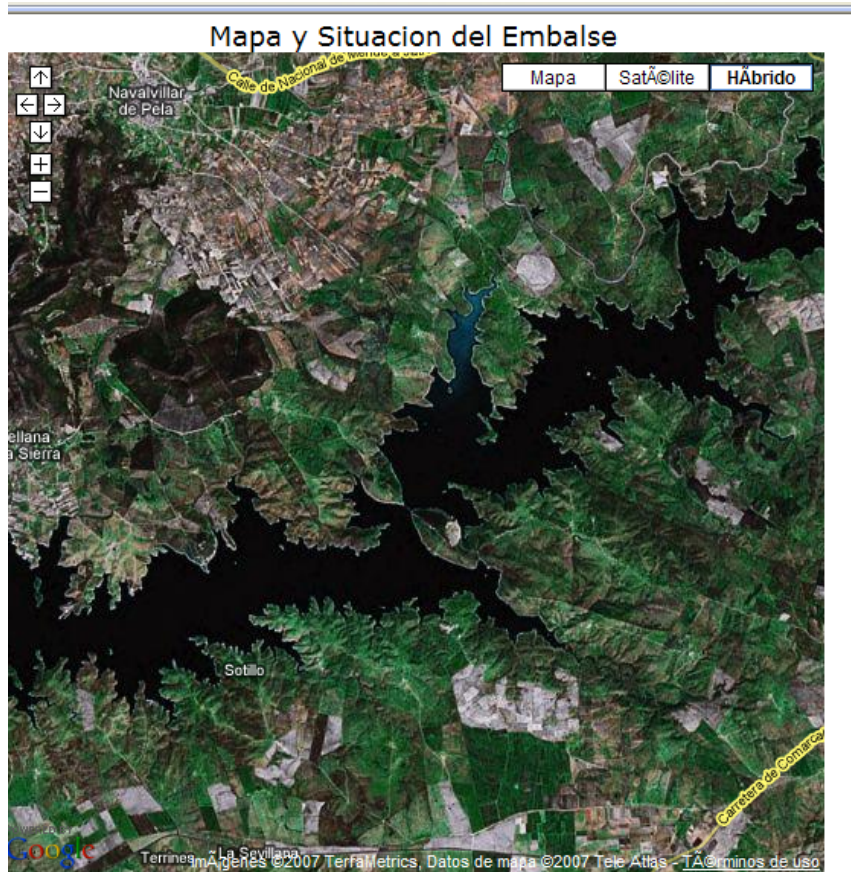 Mapa y Situacion del Embalse
Calle de Nacional de Merida a
Mapa
SatÃ©lite
HÃbrido
Navalvillar
de Pela
ellana
a Sierra
Sotillo
Carretera de Comarca
Google
Terrines
La Sevillana
ImÃ¡genes ©2007 TerraMetrics, Datos de mapa ©2007 Tele Atlas - TÃ©rminos de uso